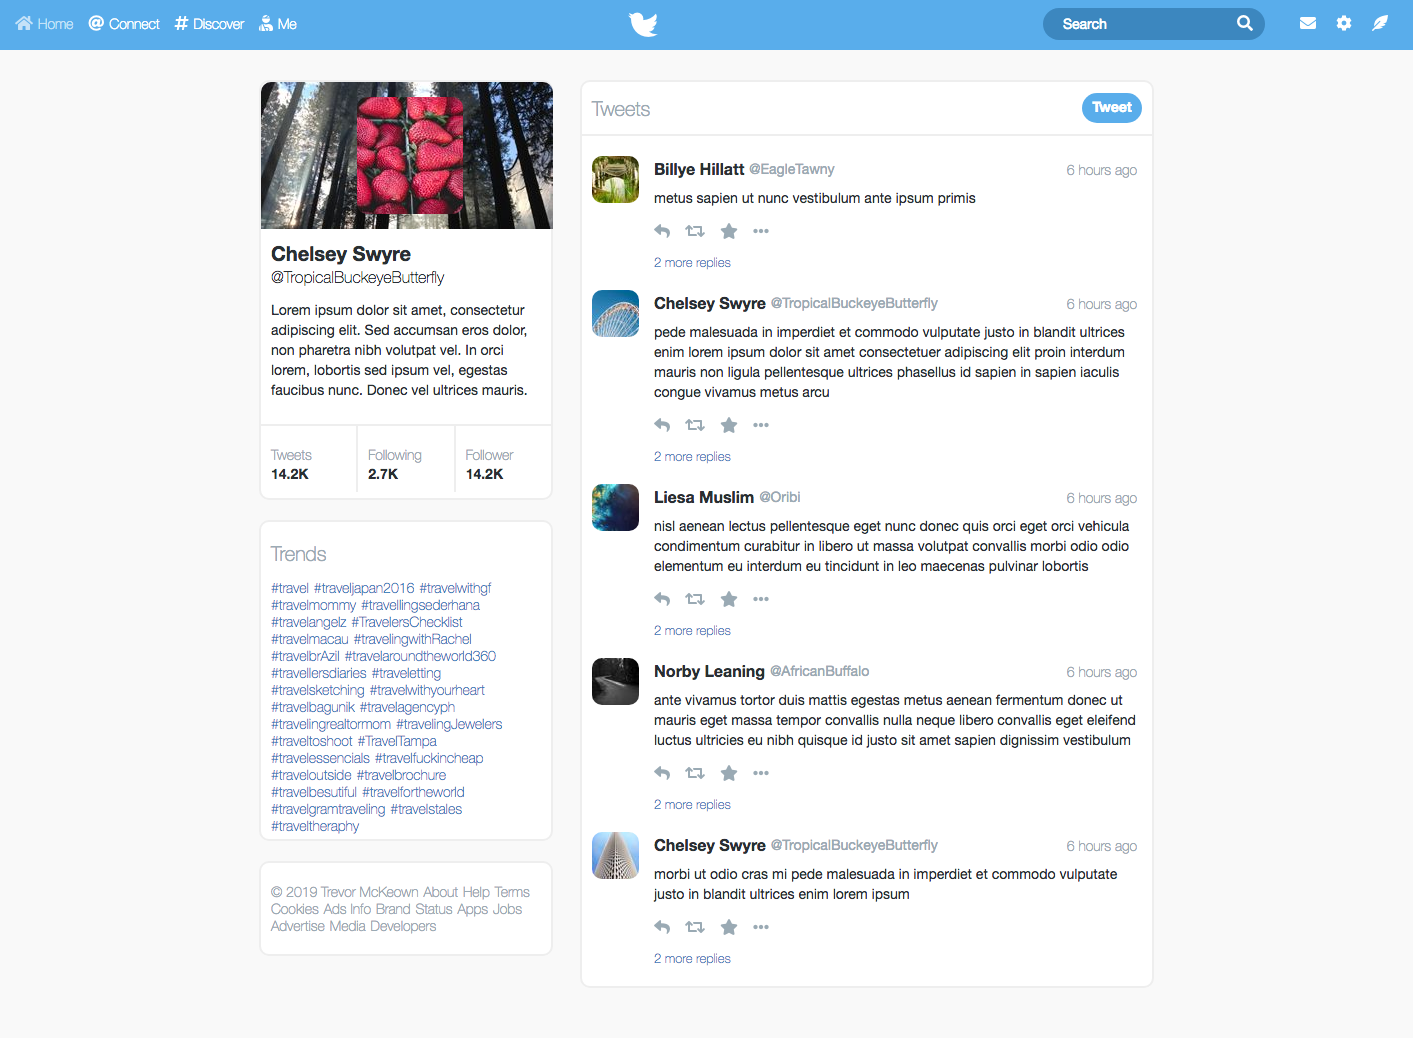 Home @ Connect # Discover Me
Search
Chelsey Swyre
@TropicalBuckeyeButterfly
Lorem ipsum dolor sit amet, consectetur
adipiscing elit. Sed accumsan eros dolor,
non pharetra nibh volutpat vel. In orci
lorem, lobortis sed ipsum vel, egestas
faucibus nunc. Donec vel ultrices mauris.
Tweets Following Follower
14.2K 2.7K 14.2K
Trends
#travel #traveljapan2016 #travelwithgf
#travelmommy #travellingsederhana
#travelangelz #TravelersChecklist
#travelmacau #travelingwithRachel
#travelbrAzil #travelaroundtheworld360
#travellersdiaries #traveletting
#travelsketching #travelwithyourheart
#travelbagunik #travelagencyph
#travelingrealtormom #travelingJewelers
#traveltoshoot #TravelTampa
#travelessencials #travelfuckincheap
#traveloutside #travelbrochure
#travelbesutiful #travelfortheworld
#travelgramtraveling #travelstales
#traveltheraphy
© 2019 Trevor McKeown About Help Terms
Cookies Ads Info Brand Status Apps Jobs
Advertise Media Developers
Tweets Tweet
Billye Hillatt @EagleTawny 6 hours ago
metus sapien ut nunc vestibulum ante ipsum primis
2 more replies
Chelsey Swyre @TropicalBuckeyeButterfly 6 hours ago
pede malesuada in imperdiet et commodo vulputate justo in blandit ultrices
enim lorem ipsum dolor sit amet consectetuer adipiscing elit proin interdum
mauris non ligula pellentesque ultrices phasellus id sapien in sapien iaculis
congue vivamus metus arcu
2 more replies
Liesa Muslim @Oribi 6 hours ago
nisl aenean lectus pellentesque eget nunc donec quis orci eget orci vehicula
condimentum curabitur in libero ut massa volutpat convallis morbi odio odio
elementum eu interdum eu tincidunt in leo maecenas pulvinar lobortis
2 more replies
Norby Leaning @AfricanBuffalo 6 hours ago
ante vivamus tortor duis mattis egestas metus aenean fermentum donec ut
mauris eget massa tempor convallis nulla neque libero convallis eget eleifend
luctus ultricies eu nibh quisque id justo sit amet sapien dignissim vestibulum
2 more replies
Chelsey Swyre @TropicalBuckeyeButterfly 6 hours ago
morbi ut odio cras mi pede malesuada in imperdiet et commodo vulputate
justo in blandit ultrices enim lorem ipsum
2 more replies